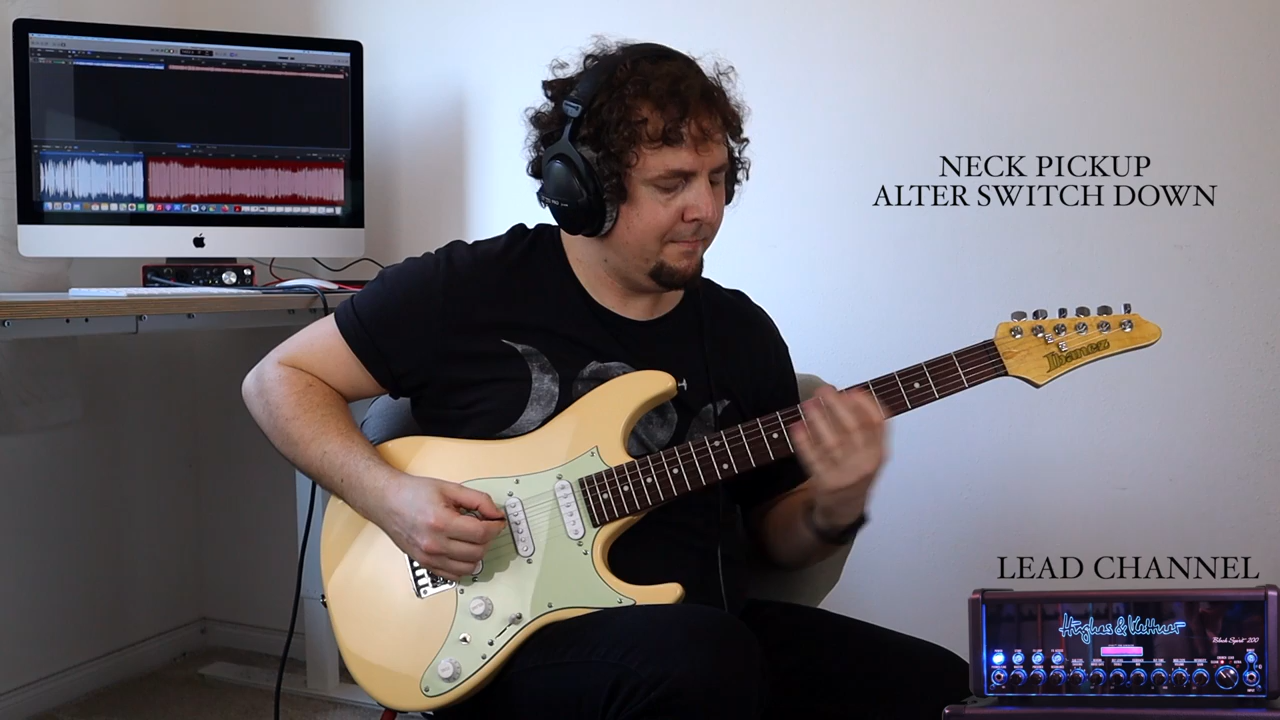 NECK PICKUP
ALTER SWITCH DOWN
Ibanez
LEAD CHANNEL
Hughes & Kettner
Black Spirit 200